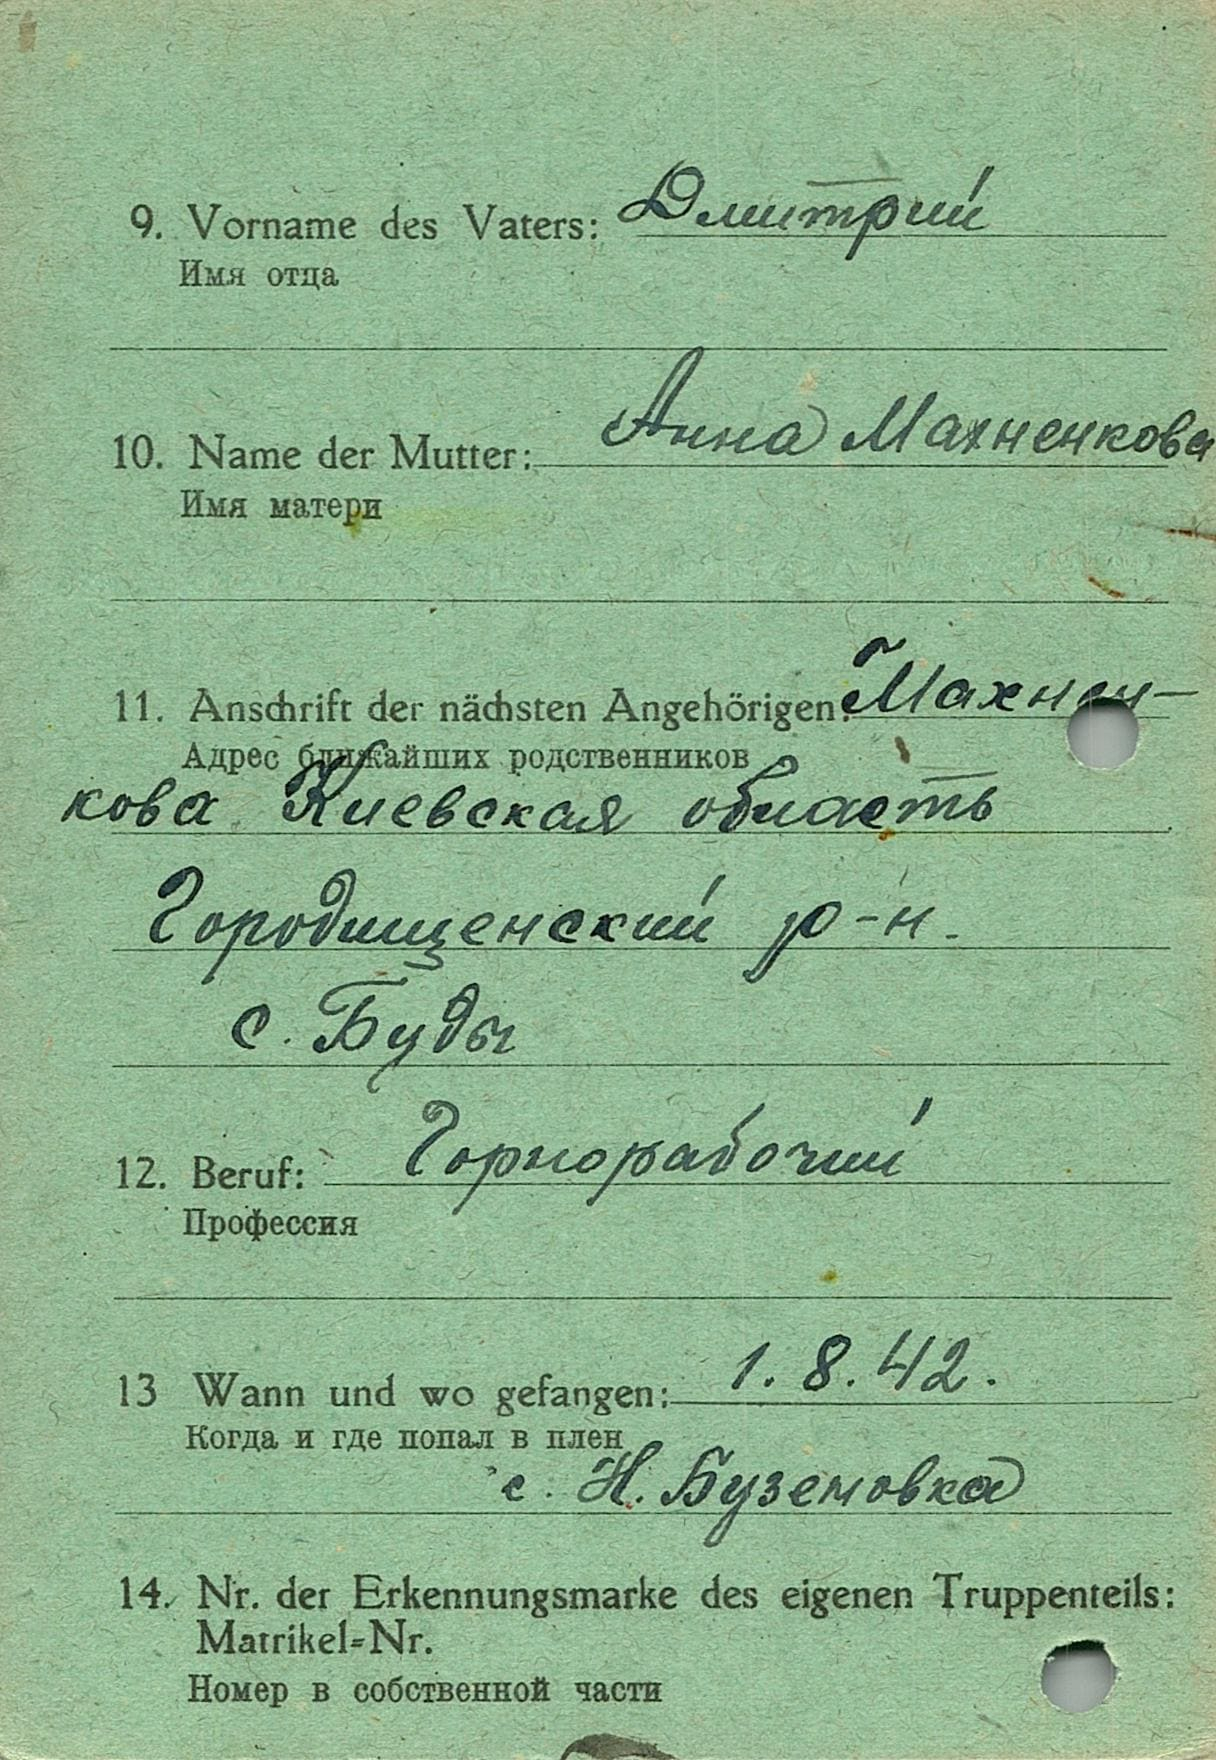 9. Vorname des Vaters: Дмитрий
Имя отца
10. Name der Mutter: Анна Махненкова
Имя матери
11. Anschrift der nächsten Angehörigen: Махнен-
Адрес ближайших родственников
кова Киевская область
Городищенский р-н.
с. Буды
12. Beruf: Горнорабочий
Профессия
13 Wann und wo gefangen: 1.8.42.
Когда и где попал в плен
с. Н. Буземовка
14. Nr. der Erkennungsmarke des eigenen Truppenteils:
Matrikel=Nr.
Номер в собственной части